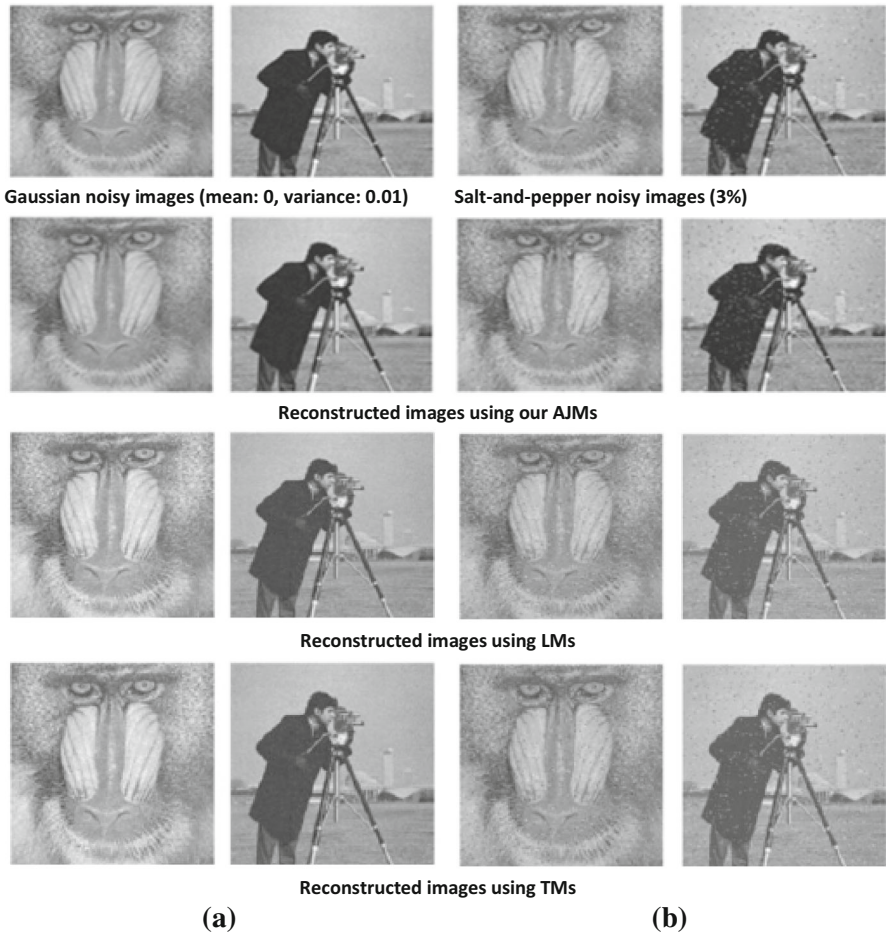 Gaussian noisy images (mean: 0, variance: 0.01)
Salt-and-pepper noisy images (3%)
Reconstructed images using our AJMs
Reconstructed images using LMs
Reconstructed images using TMs
(a)
(b)